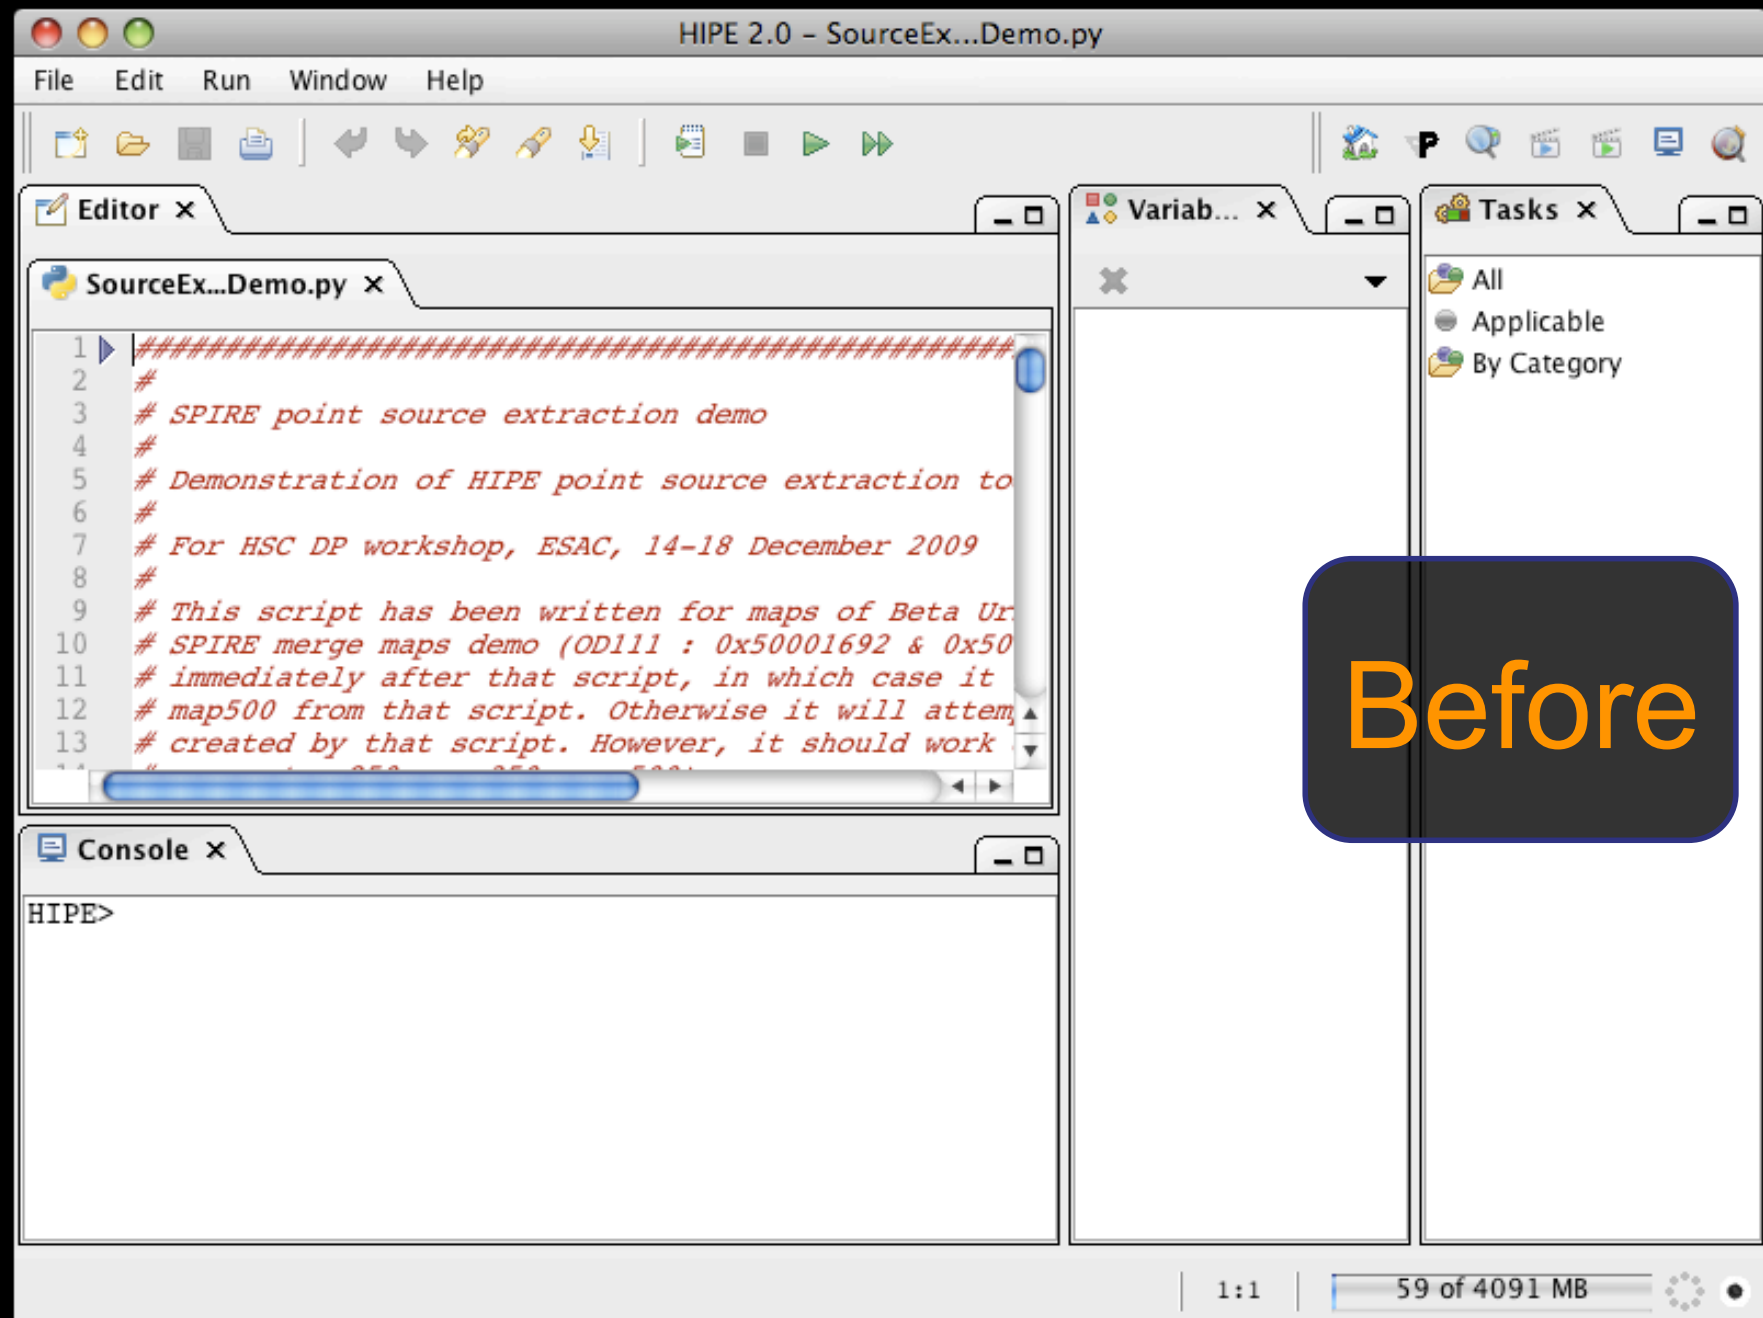 HIPE 2.0 – SourceEx...Demo.py
File Edit Run Window Help
Editor
Variab...
Tasks
SourceEx...Demo.py
All
Applicable
By Category
1 ##################################################
2 #
3 # SPIRE point source extraction demo
4 #
5 # Demonstration of HIPE point source extraction to
6 #
7 # For HSC DP workshop, ESAC, 14-18 December 2009
8 #
9 # This script has been written for maps of Beta Ur
10 # SPIRE merge maps demo (OD111 : 0x50001692 & 0x50
11 # immediately after that script, in which case it
12 # map500 from that script. Otherwise it will attem
13 # created by that script. However, it should work
Before
Console
HIPE>
1:1
59 of 4091 MB